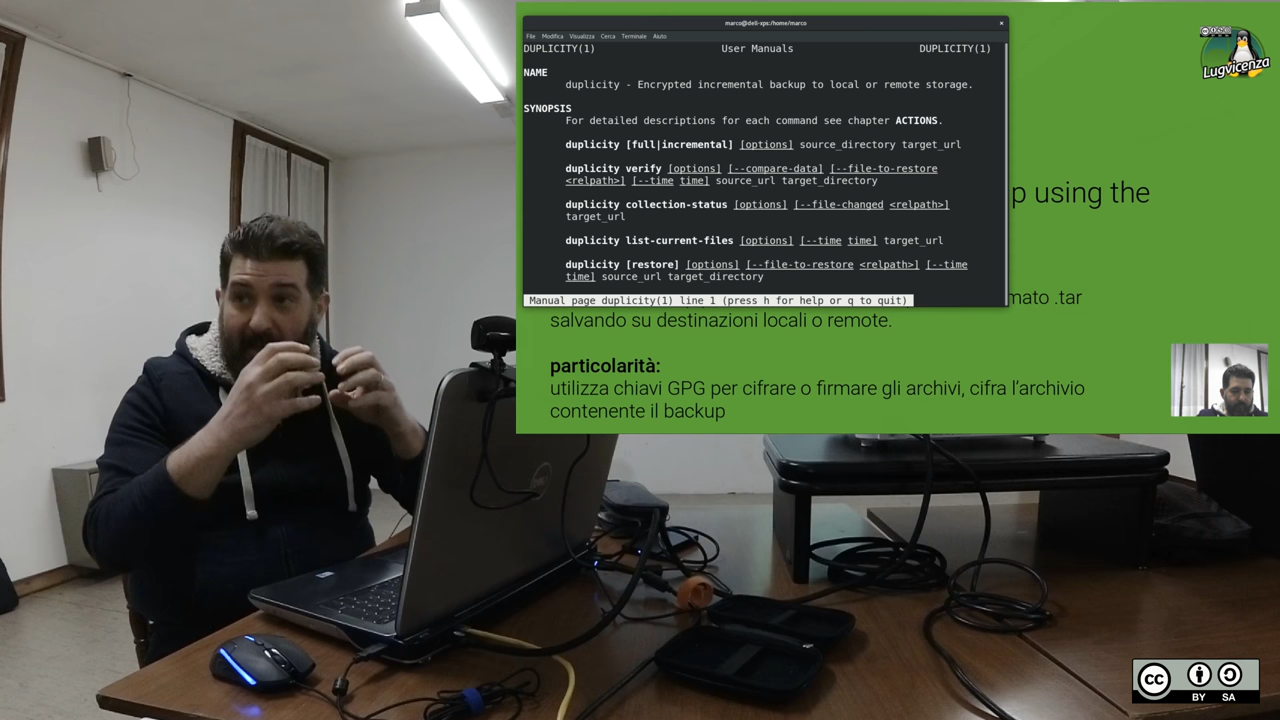 marco@dell-xps:/home/marco
File Modifica Visualizza Cerca Terminale Aiuto
DUPLICITY(1) User Manuals DUPLICITY(1)
NAME
duplicity - Encrypted incremental backup to local or remote storage.
SYNOPSIS
For detailed descriptions for each command see chapter ACTIONS.
duplicity [full|incremental] [options] source_directory target_url
duplicity verify [options] [--compare-data] [--file-to-restore
<relpath>] [--time time] source_url target_directory
duplicity collection-status [options] [--file-changed <relpath>]
target_url
duplicity list-current-files [options] [--time time] target_url
duplicity [restore] [options] [--file-to-restore <relpath>] [--time
time] source_url target_directory
Manual page duplicity(1) line 1 (press h for help or q to quit)
Lugvicenza
p using the
mato .tar
salvando su destinazioni locali o remote.
particolarità:
utilizza chiavi GPG per cifrare o firmare gli archivi, cifra l'archivio
contenente il backup
DELL
cc BY SA